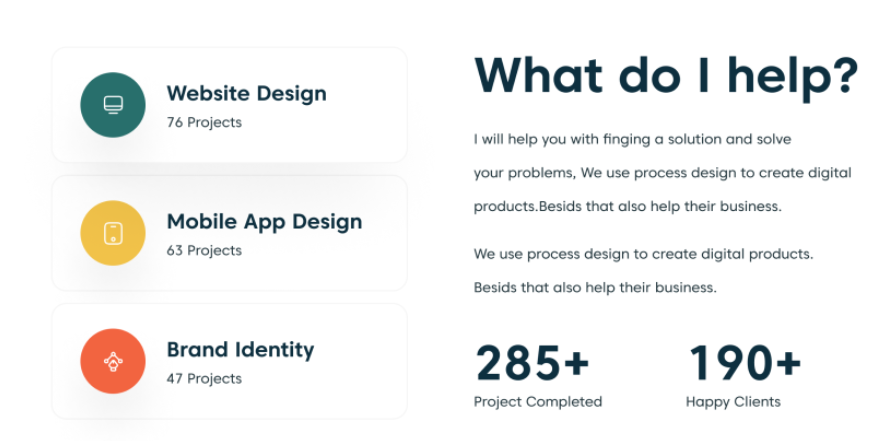 Website Design
76 Projects
Mobile App Design
63 Projects
Brand Identity
47 Projects
What do I help?
I will help you with finging a solution and solve
your problems, We use process design to create digital
products.Besids that also help their business.
We use process design to create digital products.
Besids that also help their business.
285+
Project Completed
190+
Happy Clients